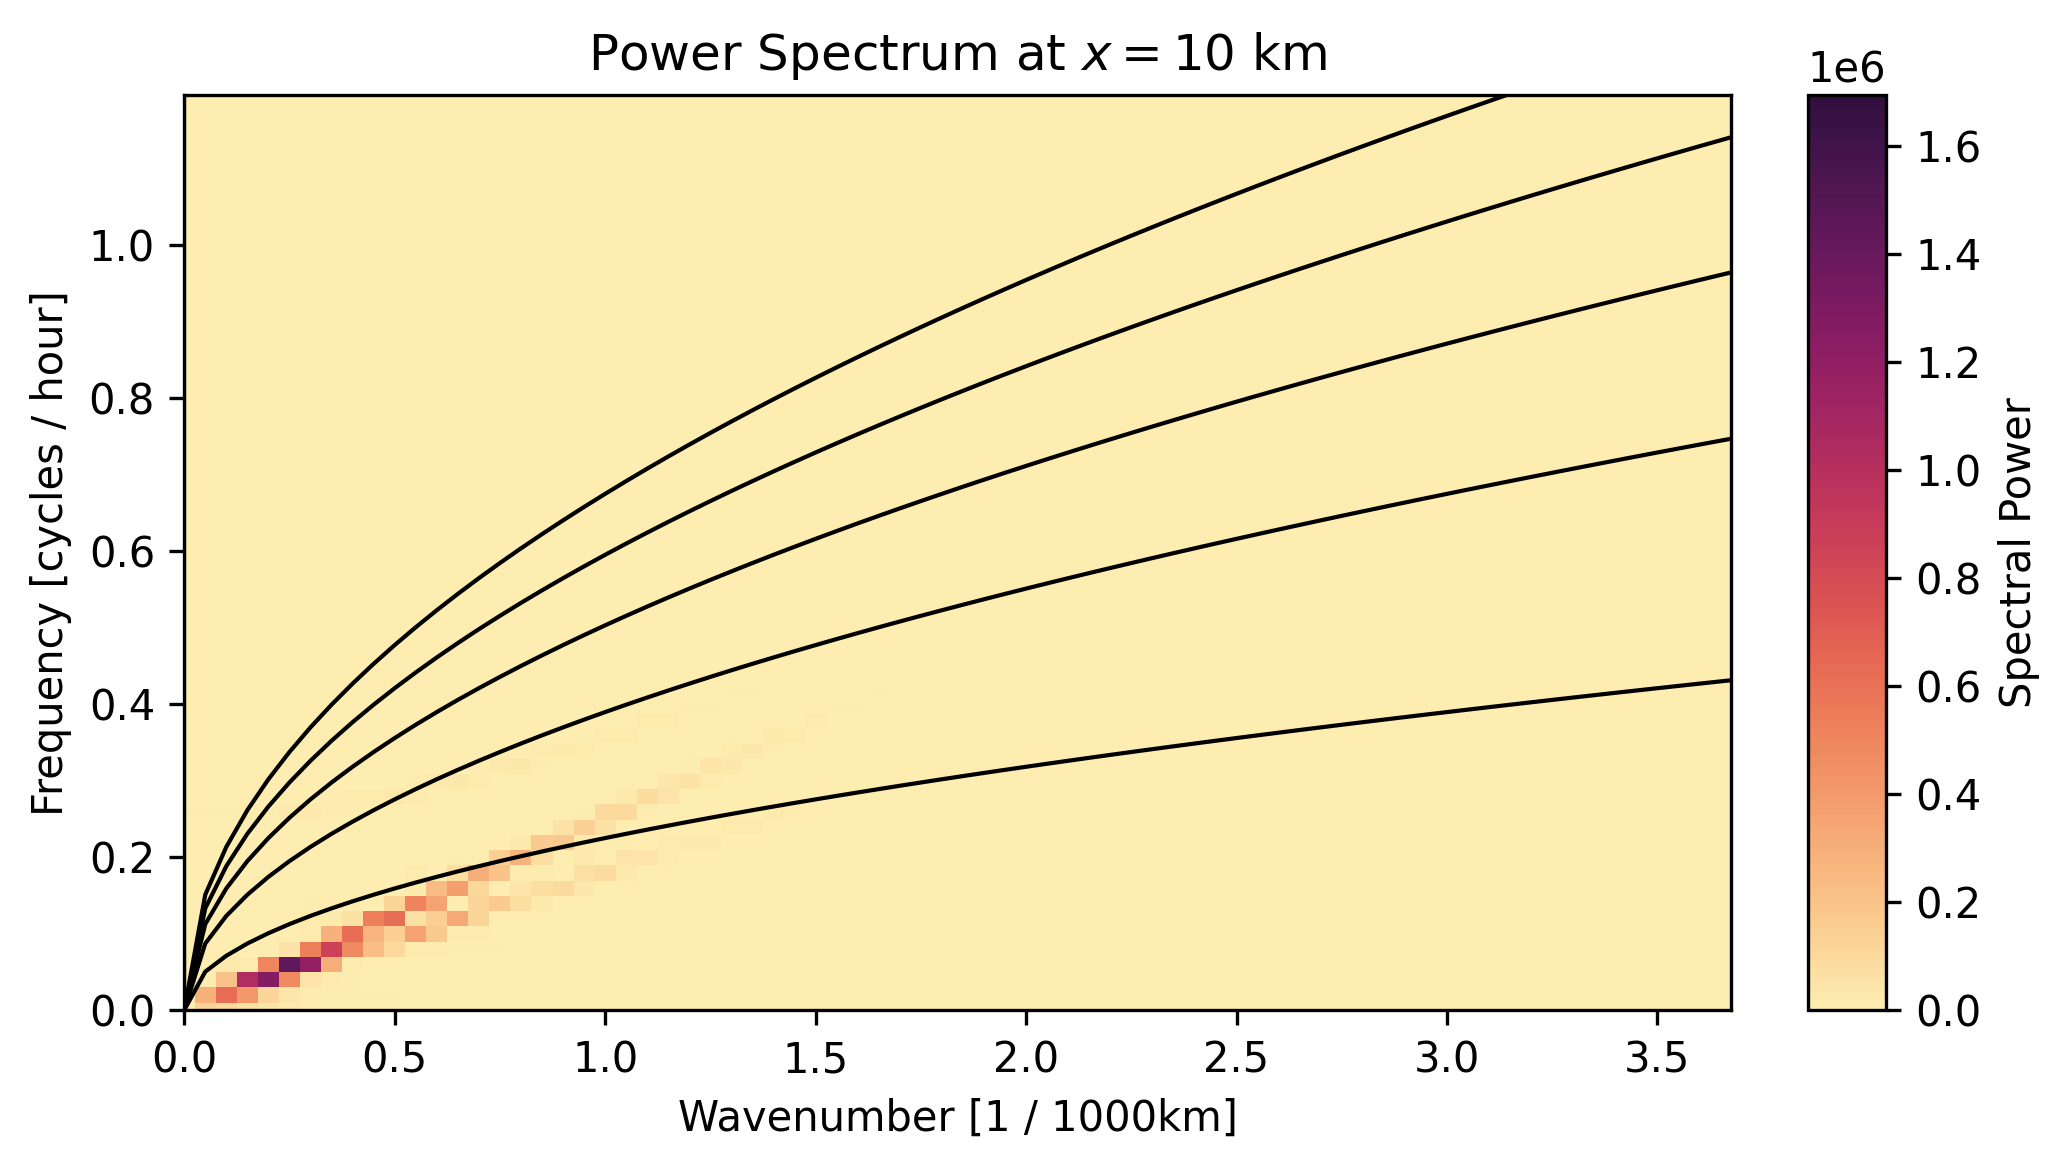 Power Spectrum at x = 10 km
1e6
Frequency [cycles / hour]
1.0
0.8
0.6
0.4
0.2
0.0
0.0 0.5 1.0 1.5 2.0 2.5 3.0 3.5
Wavenumber [1 / 1000km]
1.6
1.4
1.2
1.0
0.8
0.6
0.4
0.2
0.0
Spectral Power